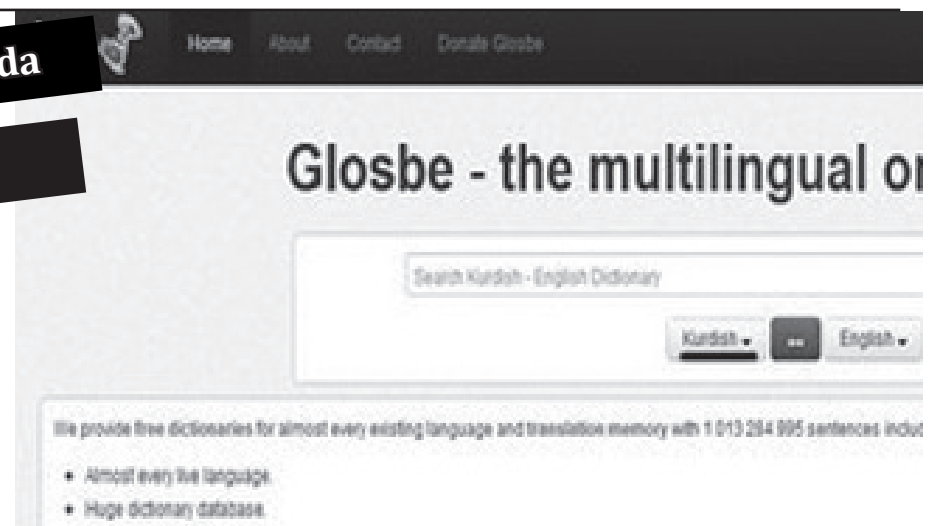 da
Home About Contact Donate Glosbe
Glosbe - the multilingual or
Search Kurdish - English Dictionary
Kurdish English
We provide free dictionaries for almost every existing language and translation memory with 1 013 284 995 sentences includ
• Almost every live language.
• Huge dictionary database.